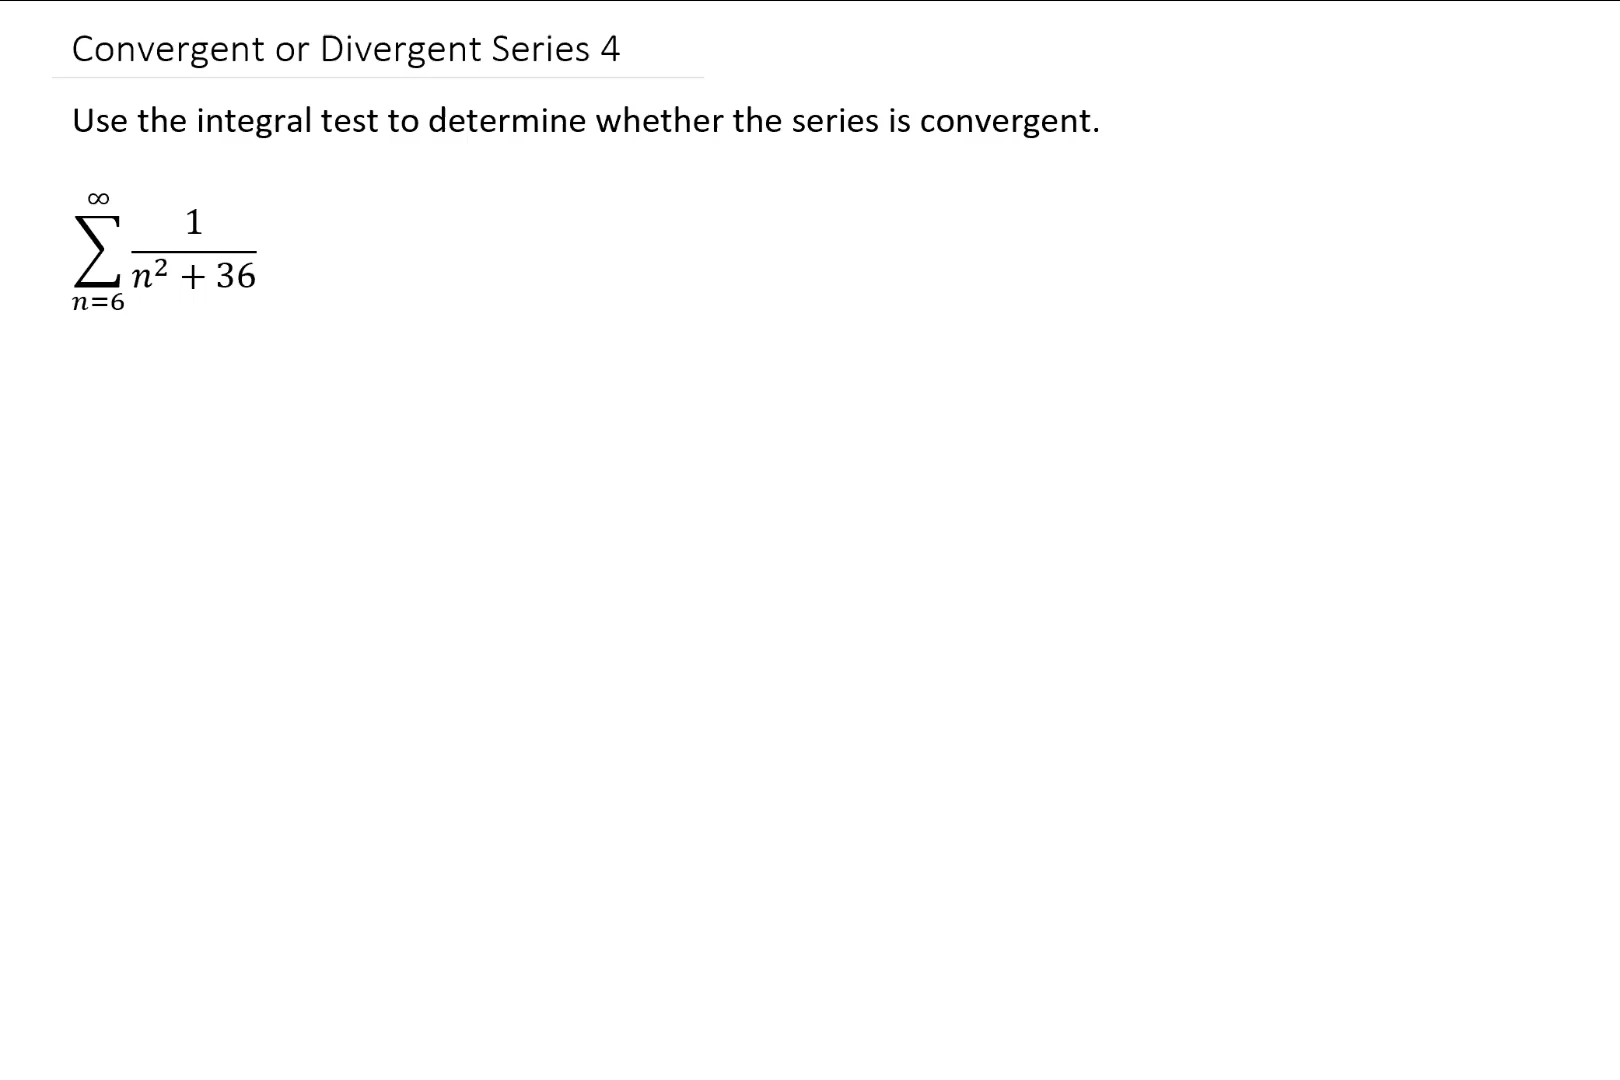 Convergent or Divergent Series 4
Use the integral test to determine whether the series is convergent.
∞
∑ 1/(n² + 36)
n=6